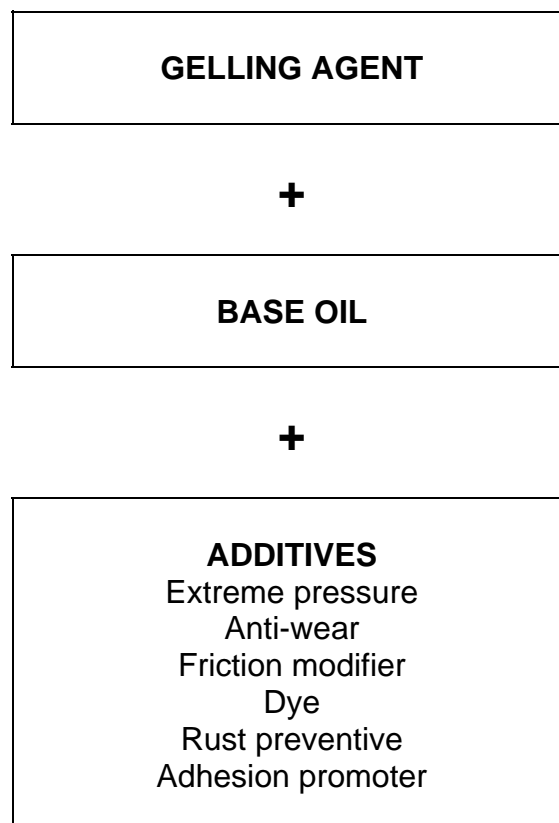 GELLING AGENT
+
BASE OIL
+
ADDITIVES
Extreme pressure
Anti-wear
Friction modifier
Dye
Rust preventive
Adhesion promoter